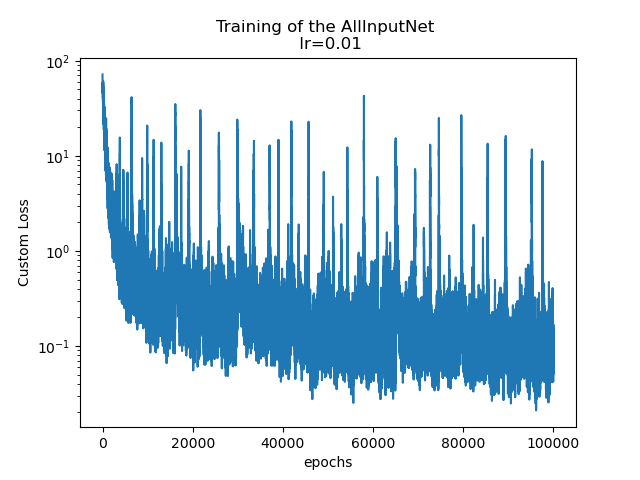 Training of the AllInputNet
lr=0.01
Custom Loss
10²
10¹
10⁰
10⁻¹
0 20000 40000 60000 80000 100000
epochs